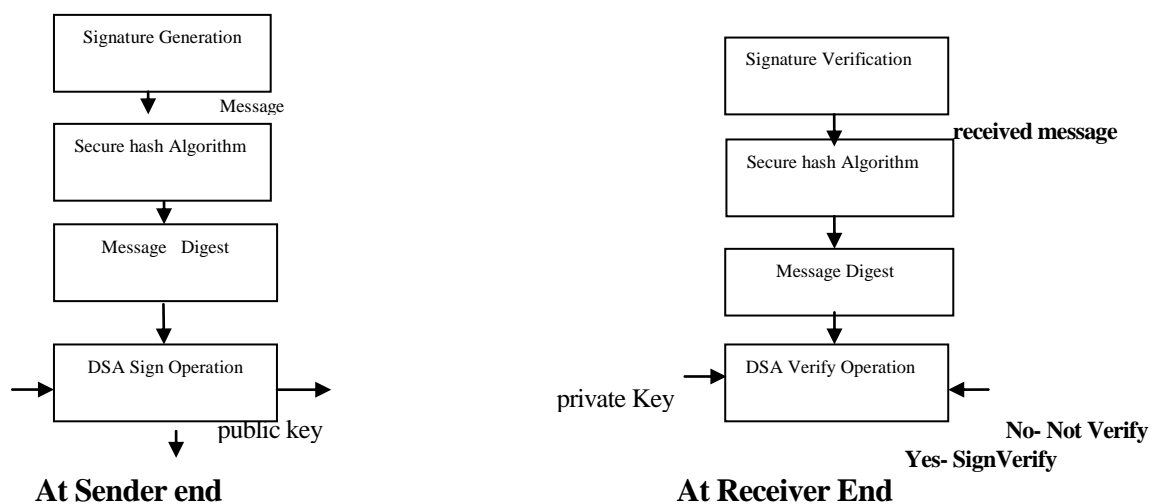 Signature Generation
Message
Secure hash Algorithm
Message Digest
DSA Sign Operation
public key
At Sender end
Signature Verification
received message
Secure hash Algorithm
Message Digest
DSA Verify Operation
private Key
No- Not Verify
Yes- SignVerify
At Receiver End